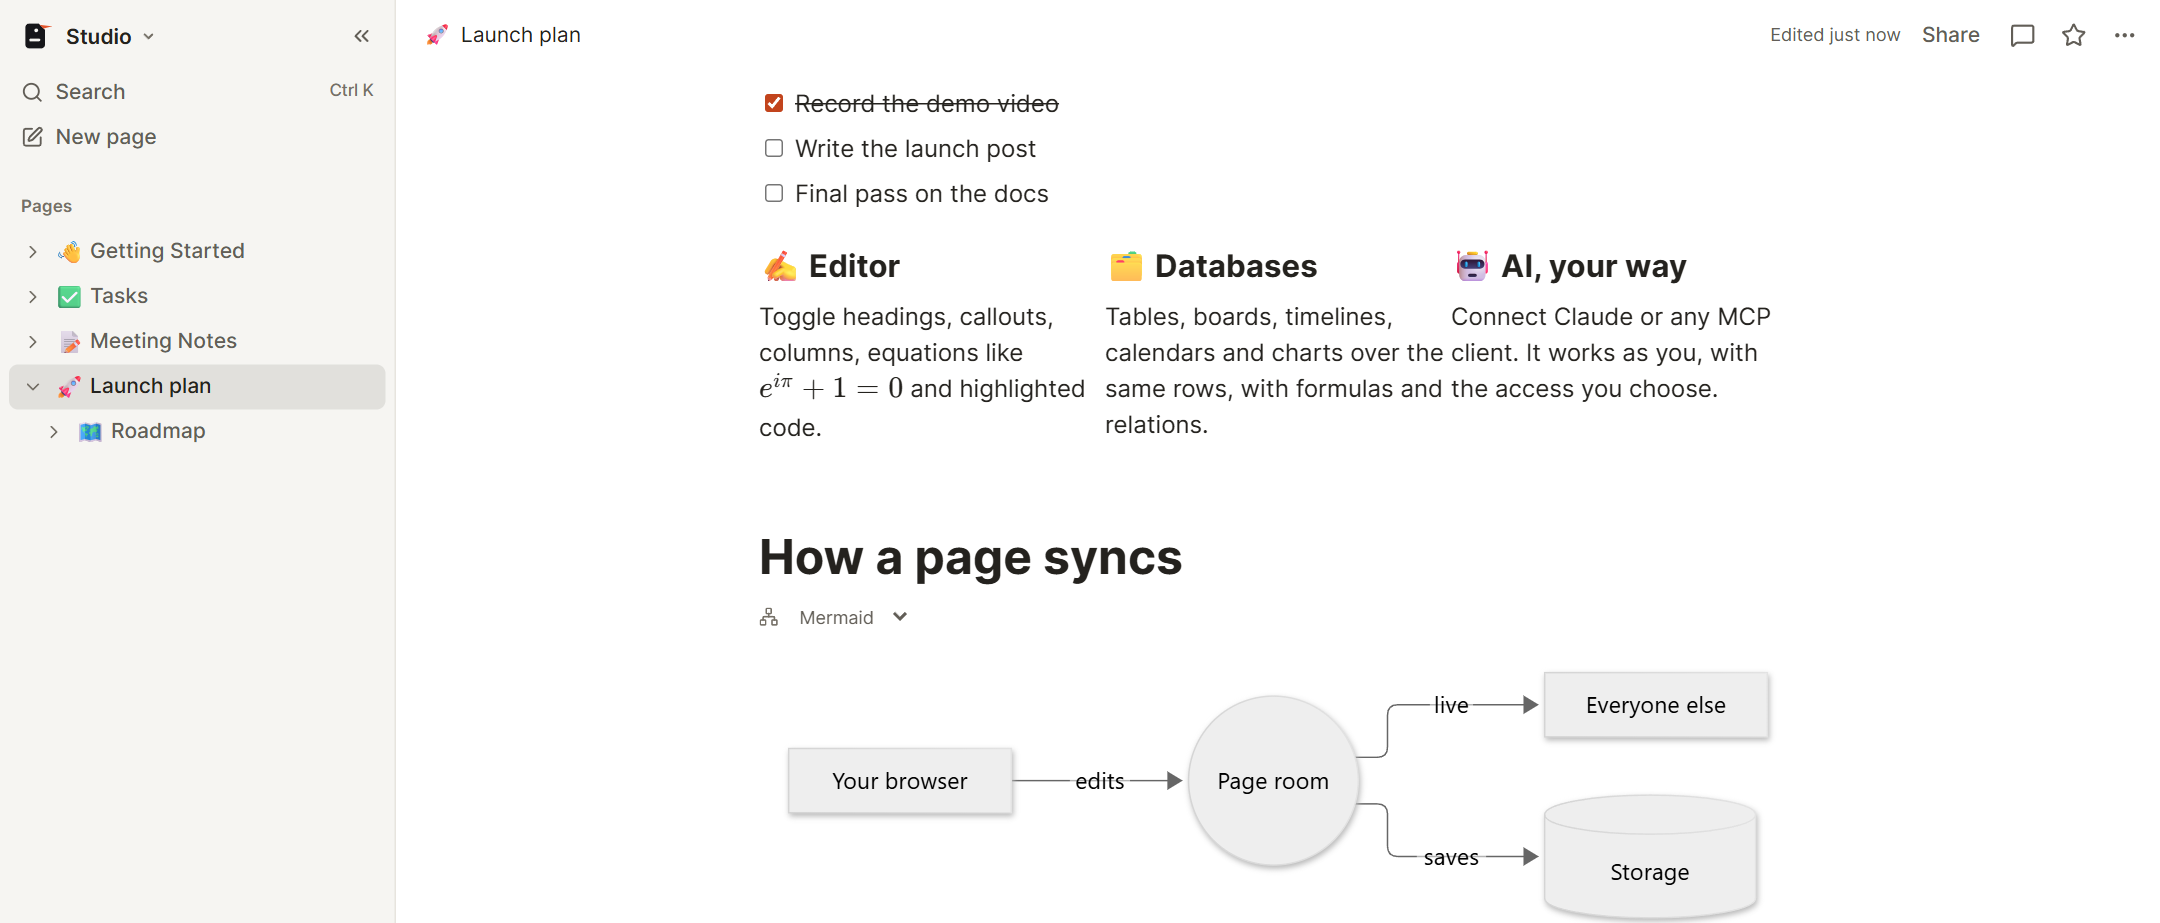 Studio
Search
Ctrl K
New page
Pages
Getting Started
Tasks
Meeting Notes
Launch plan
Roadmap
Launch plan
Edited just now
Share
Record the demo video
Write the launch post
Final pass on the docs
Editor
Toggle headings, callouts,
columns, equations like
e^{iπ} + 1 = 0 and highlighted
code.
Databases
Tables, boards, timelines,
calendars and charts over the
same rows, with formulas and
relations.
AI, your way
Connect Claude or any MCP
client. It works as you, with
the access you choose.
How a page syncs
Mermaid
Your browser
edits
Page room
live
Everyone else
saves
Storage